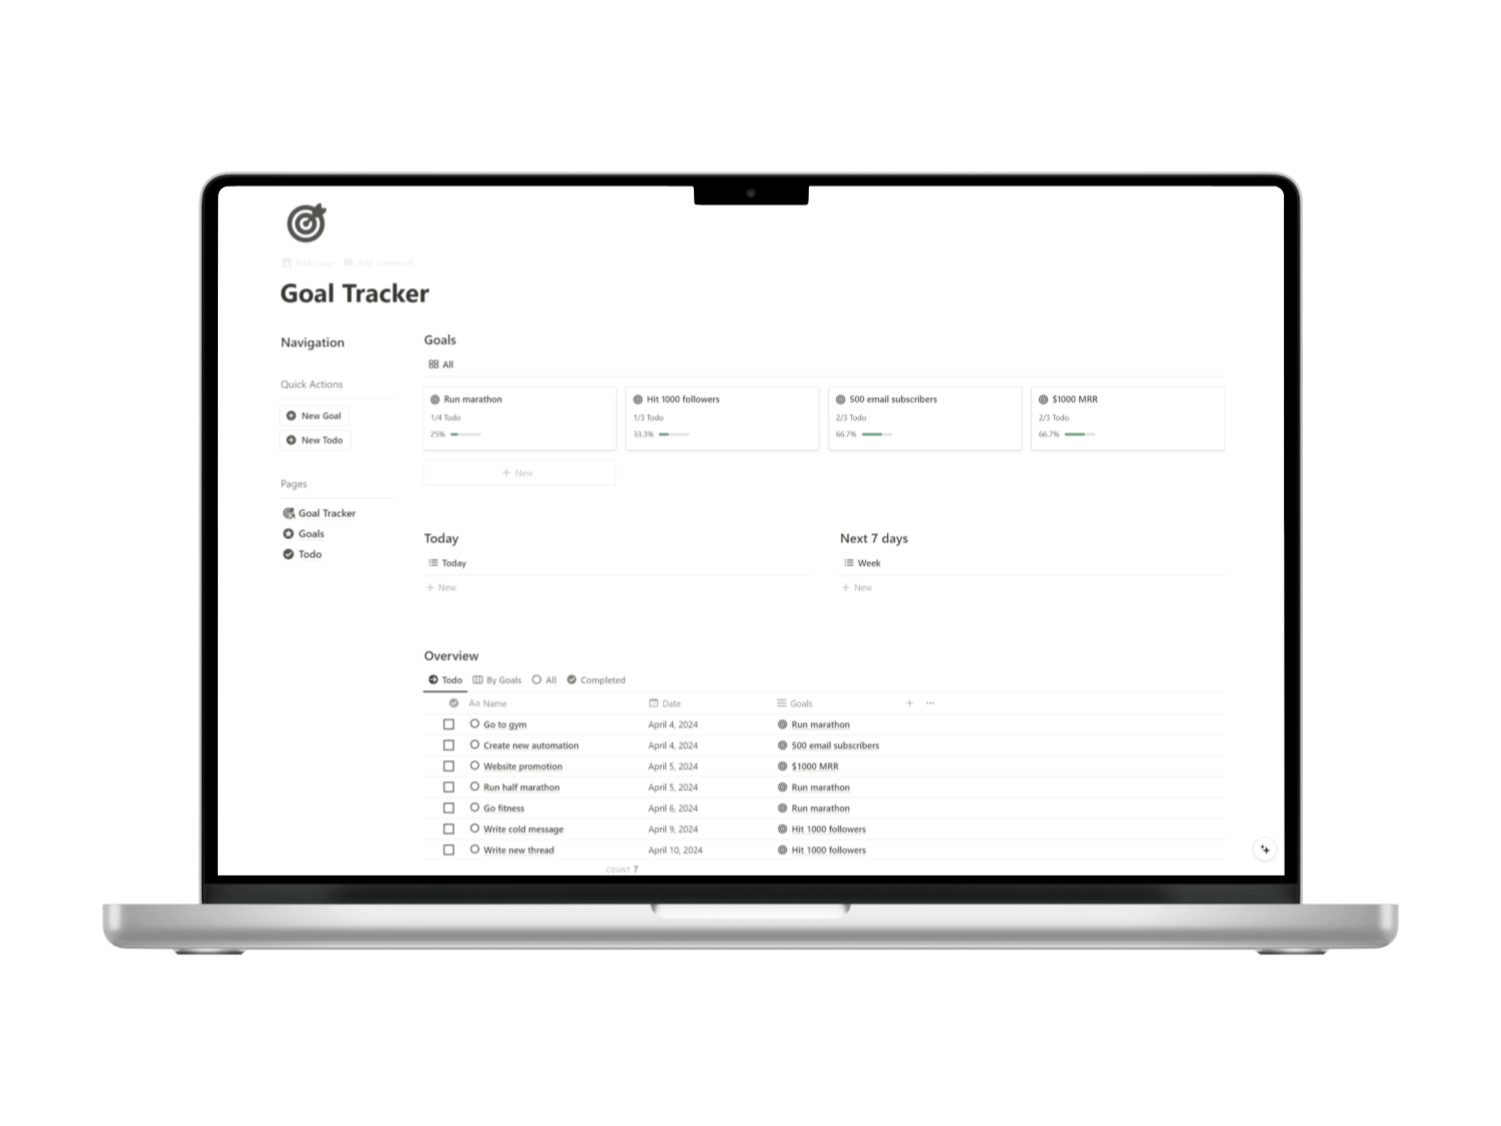 Add cover Add comment
Goal Tracker
Navigation
Quick Actions
New Goal
New Todo
Pages
Goal Tracker
Goals
Todo
Goals
All
Run marathon
1/4 Todo
25%
Hit 1000 followers
1/3 Todo
33.3%
500 email subscribers
2/3 Todo
66.7%
$1000 MRR
2/3 Todo
66.7%
+ New
Today
Today
+ New
Next 7 days
Week
+ New
Overview
Todo By Goals All Completed
Aa Name Date Goals + ...
Go to gym April 4, 2024 Run marathon
Create new automation April 4, 2024 500 email subscribers
Website promotion April 5, 2024 $1000 MRR
Run half marathon April 5, 2024 Run marathon
Go fitness April 6, 2024 Run marathon
Write cold message April 9, 2024 Hit 1000 followers
Write new thread April 10, 2024 Hit 1000 followers
COUNT 7